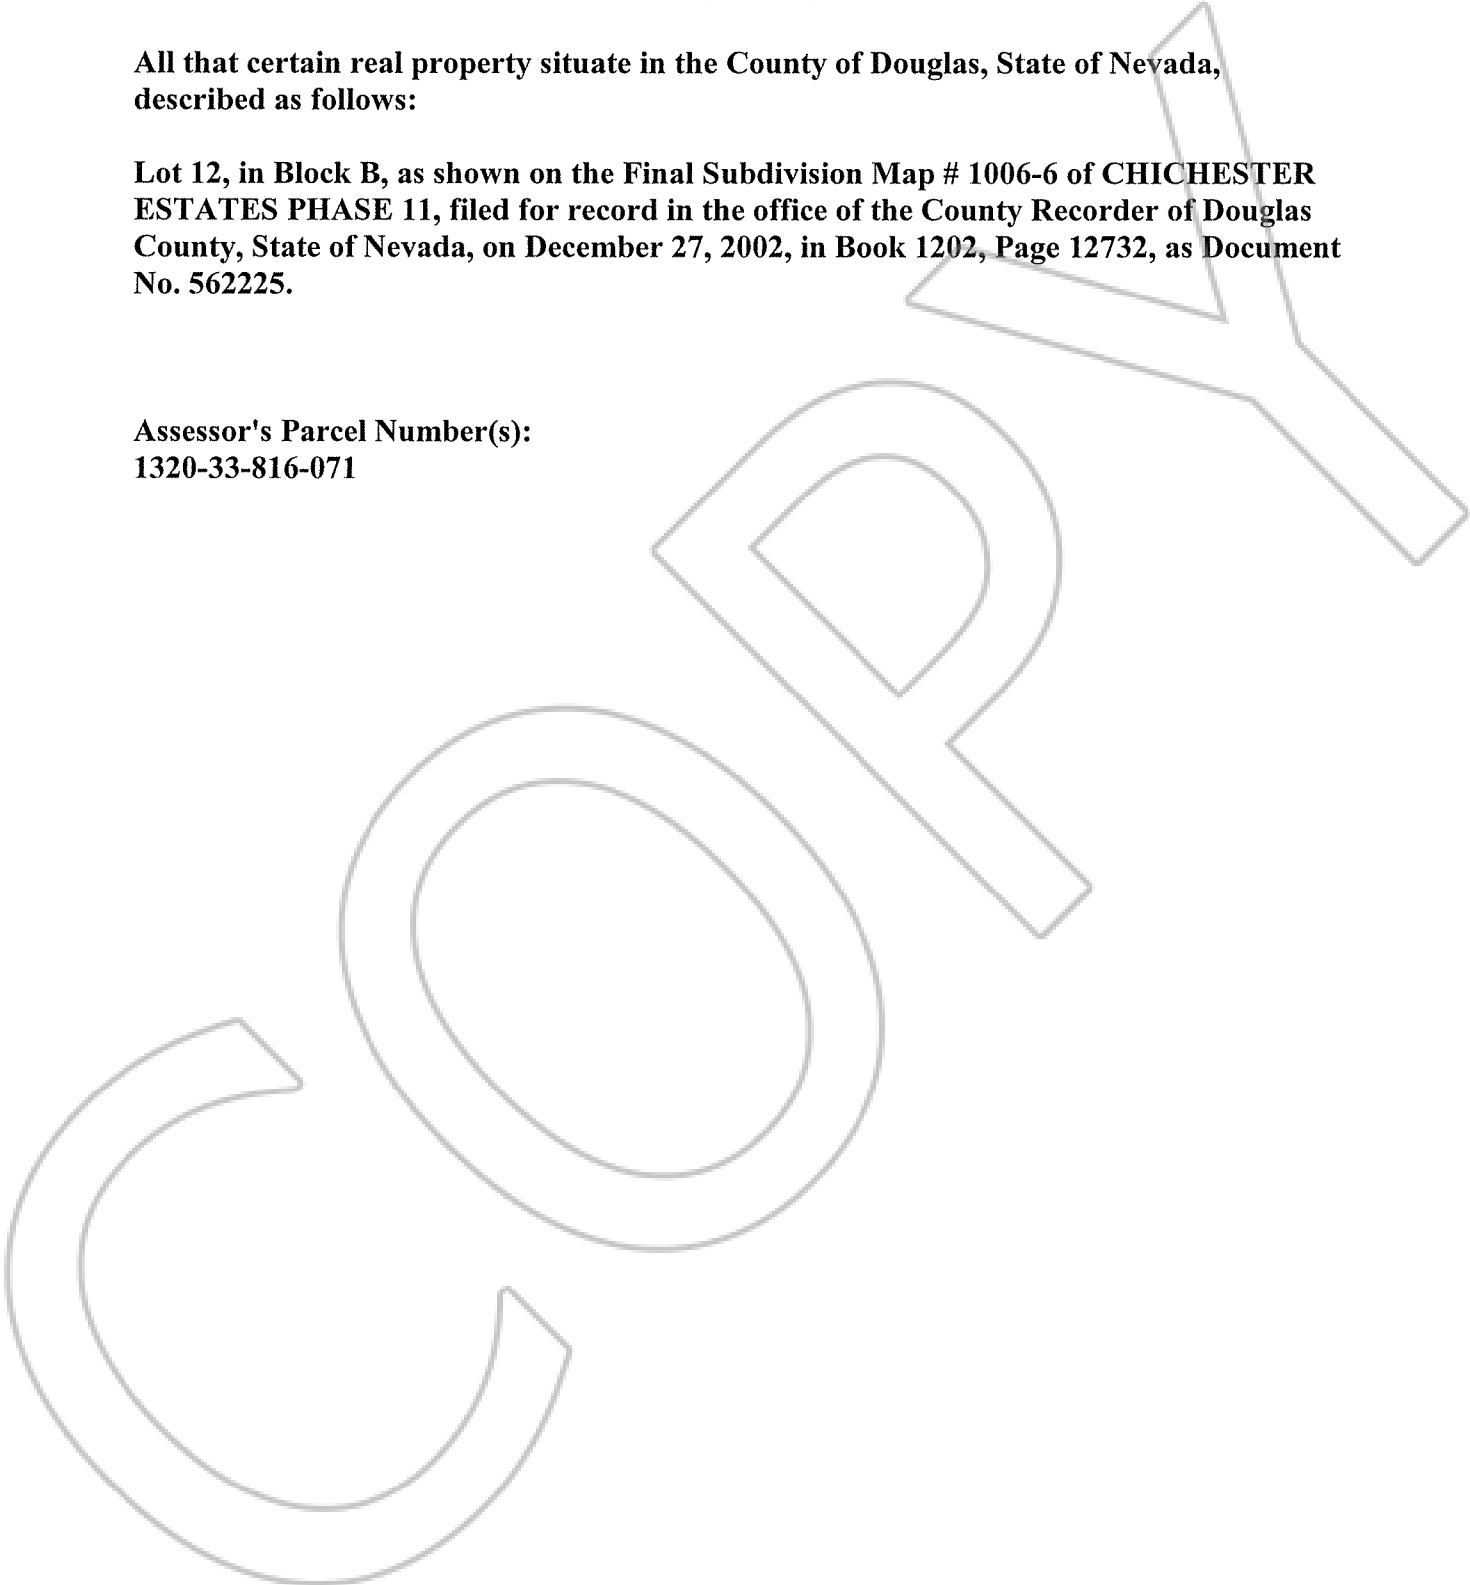 All that certain real property situate in the County of Douglas, State of Nevada,
described as follows:
Lot 12, in Block B, as shown on the Final Subdivision Map # 1006-6 of CHICHESTER
ESTATES PHASE 11, filed for record in the office of the County Recorder of Douglas
County, State of Nevada, on December 27, 2002, in Book 1202, Page 12732, as Document
No. 562225.
Assessor's Parcel Number(s):
1320-33-816-071
COPY